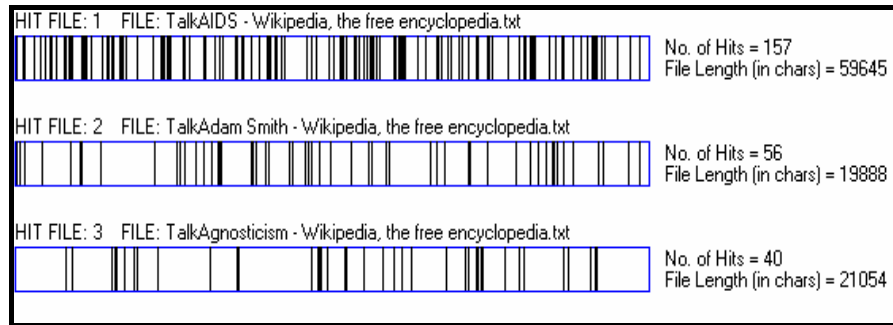 HIT FILE: 1 FILE: TalkAIDS - Wikipedia, the free encyclopedia.txt
No. of Hits = 157
File Length (in chars) = 59645
HIT FILE: 2 FILE: TalkAdam Smith - Wikipedia, the free encyclopedia.txt
No. of Hits = 56
File Length (in chars) = 19888
HIT FILE: 3 FILE: TalkAgnosticism - Wikipedia, the free encyclopedia.txt
No. of Hits = 40
File Length (in chars) = 21054